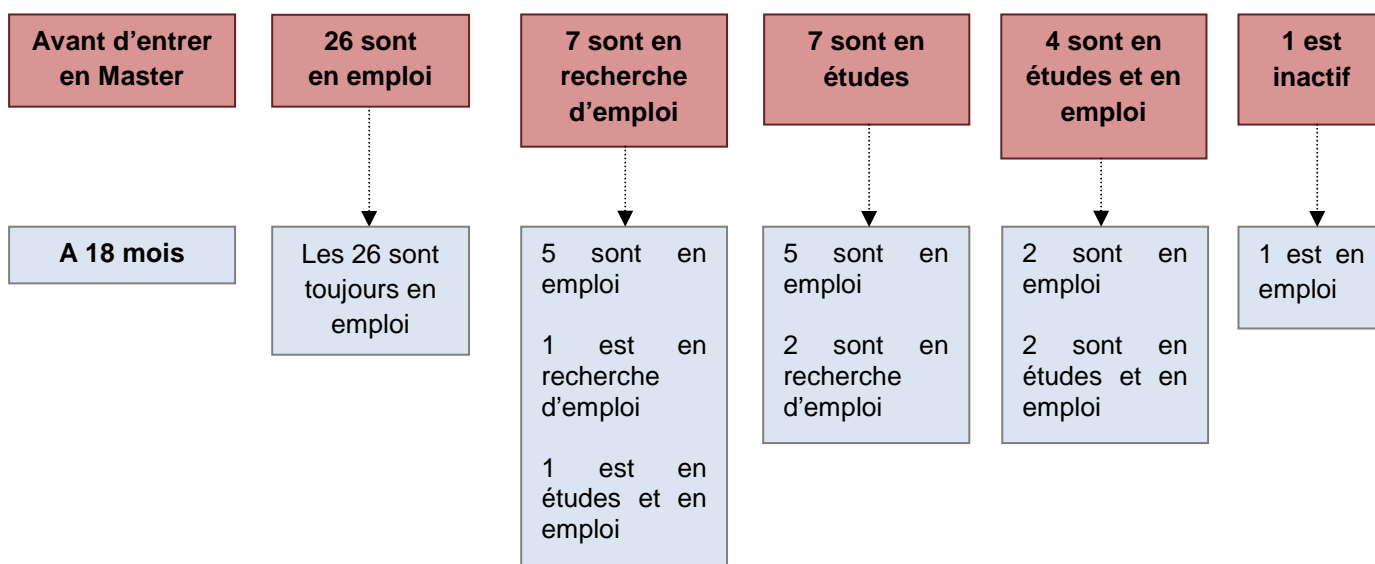 Avant d’entrer
en Master
26 sont
en emploi
7 sont en
recherche
d’emploi
7 sont en
études
4 sont en
études et en
emploi
1 est
inactif
A 18 mois
Les 26 sont
toujours en
emploi
5 sont en
emploi
1 est en
recherche
d’emploi
1 est en
études et en
emploi
5 sont en
emploi
2 sont en
recherche
d’emploi
2 sont en
emploi
2 sont en
études et en
emploi
1 est en
emploi